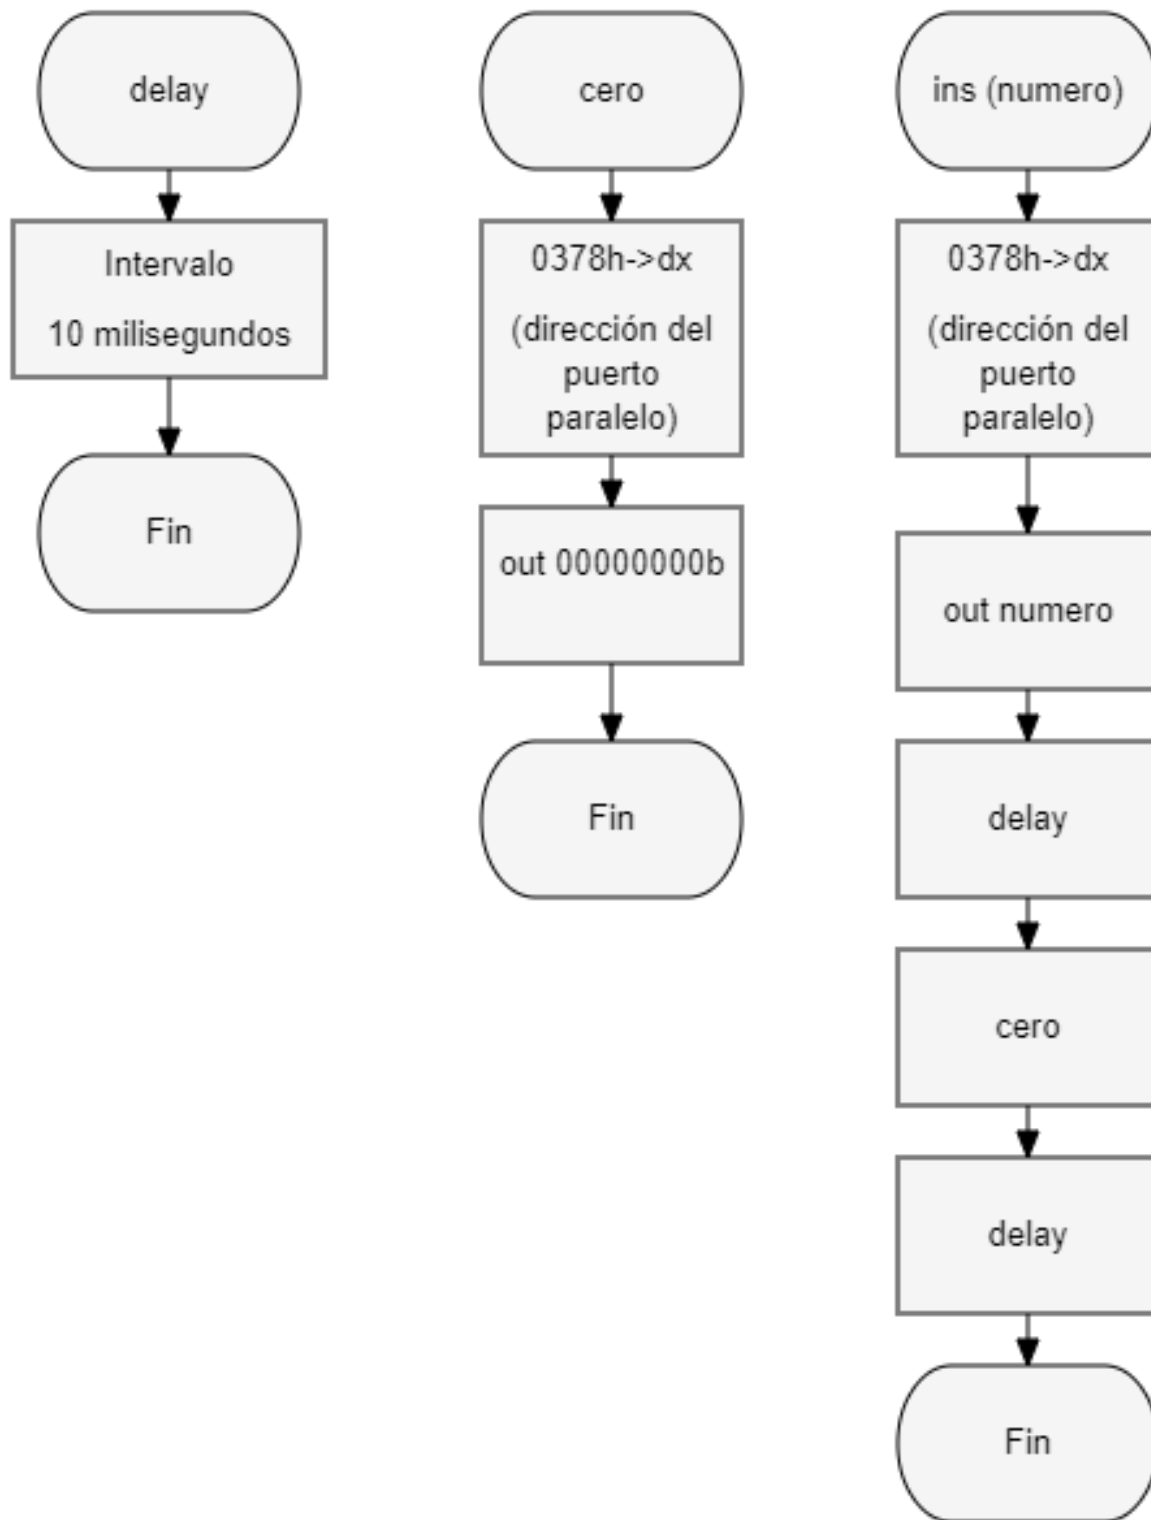 delay
Intervalo
10 milisegundos
Fin
cero
0378h->dx
(dirección del
puerto
paralelo)
out 00000000b
Fin
ins (numero)
0378h->dx
(dirección del
puerto
paralelo)
out numero
delay
cero
delay
Fin